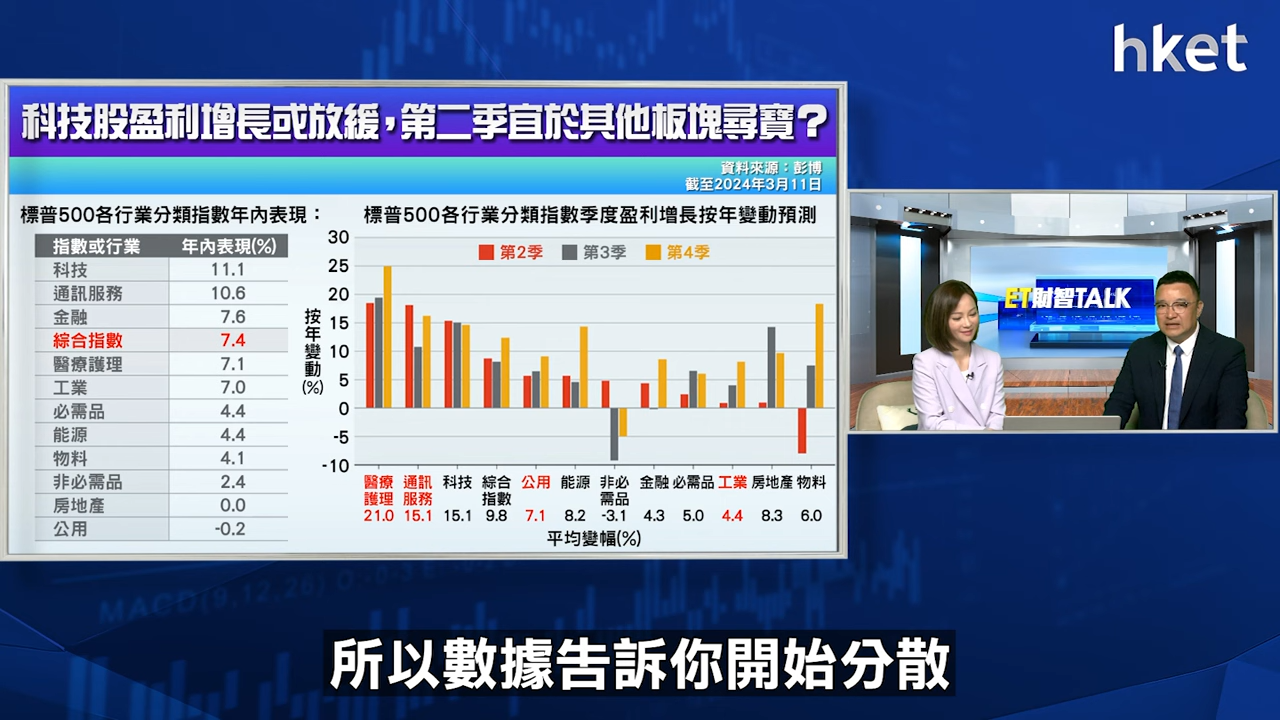 hket
科技股盈利增長或放緩，第二季宜於其他板塊尋寶？
資料來源：彭博
截至2024年3月11日
標普500各行業分類指數年內表現：
指數或行業 年內表現(%)
科技 11.1
通訊服務 10.6
金融 7.6
綜合指數 7.4
醫療護理 7.1
工業 7.0
必需品 4.4
能源 4.4
物料 4.1
非必需品 2.4
房地產 0.0
公用 -0.2
標普500各行業分類指數季度盈利增長按年變動預測
第2季 第3季 第4季
按年變動(%)
30
25
20
15
10
5
0
-5
-10
醫療護理 通訊服務 科技 綜合指數 公用 能源 非必需品 金融 必需品 工業 房地產 物料
21.0 15.1 15.1 9.8 7.1 8.2 -3.1 4.3 5.0 4.4 8.3 6.0
平均變幅(%)
ET財智TALK
MACD(9,12,26)
所以數據告訴你開始分散